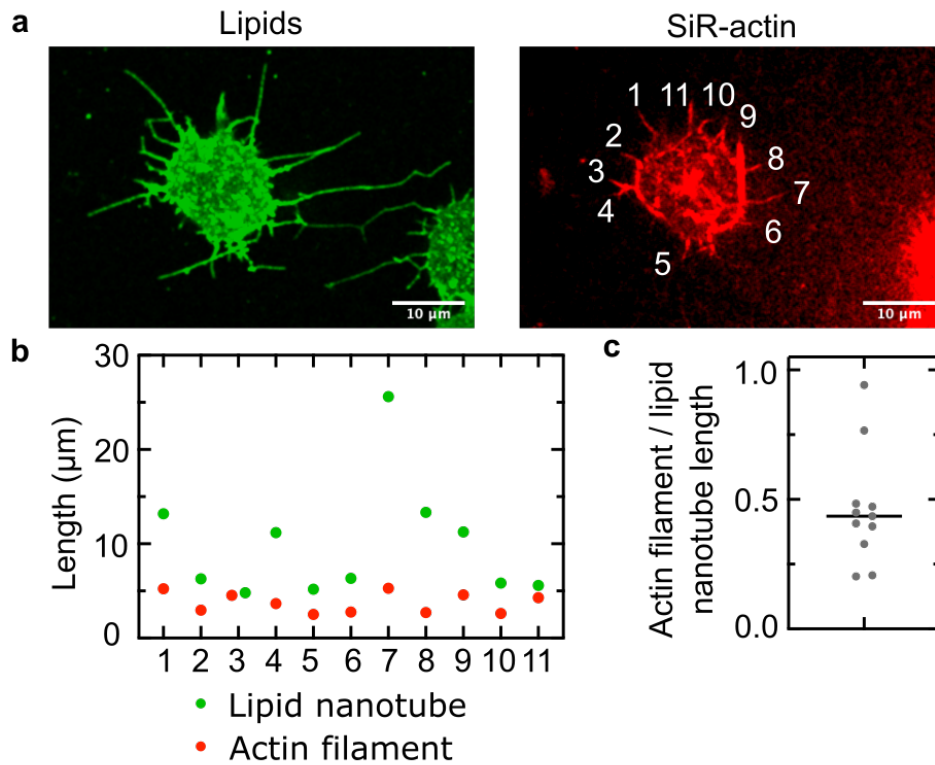 a
Lipids
SiR-actin
1
11
10
9
2
8
3
7
4
6
5
10 µm
10 µm
b
30
20
10
0
Length (µm)
1 2 3 4 5 6 7 8 9 10 11
Lipid nanotube
Actin filament
c
1.0
0.5
0.0
Actin filament / lipid
nanotube length